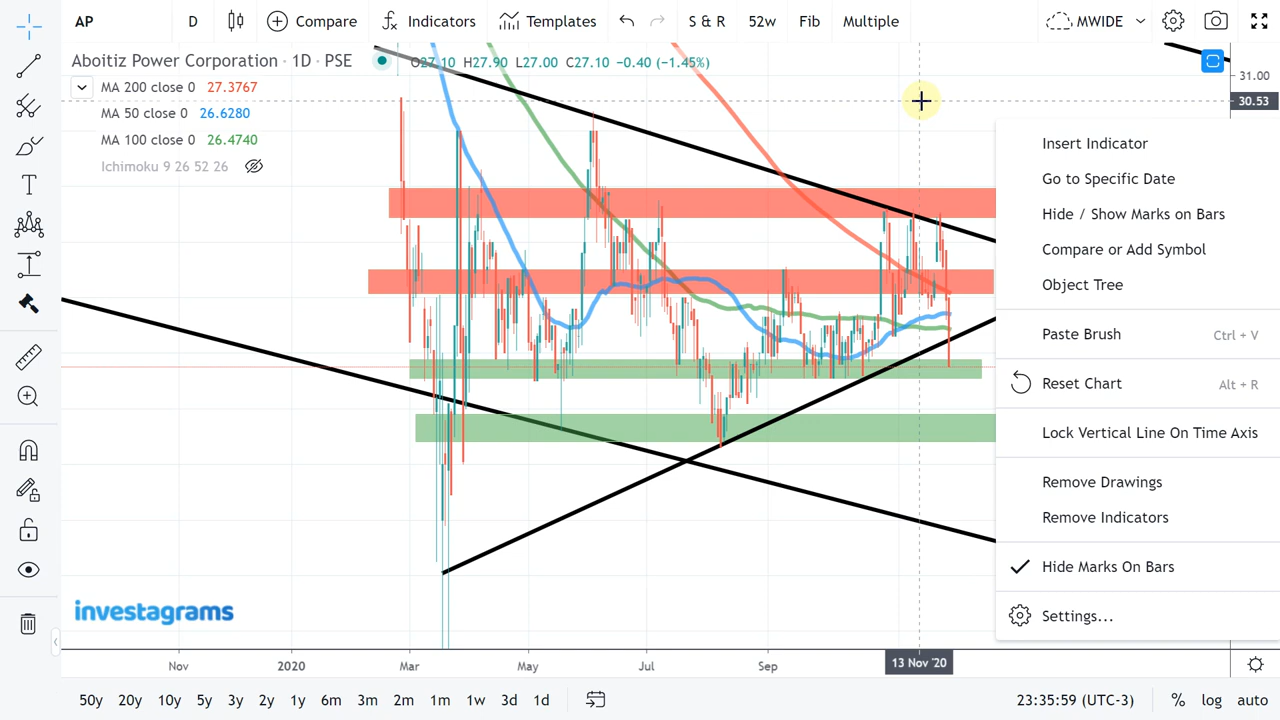 AP D Compare Indicators Templates S & R 52w Fib Multiple MWIDE
Aboitiz Power Corporation · 1D · PSE O27.10 H27.90 L27.00 C27.10 −0.40 (−1.45%)
MA 200 close 0 27.3767
MA 50 close 0 26.6280
MA 100 close 0 26.4740
Ichimoku 9 26 52 26
31.00
30.53
Insert Indicator
Go to Specific Date
Hide / Show Marks on Bars
Compare or Add Symbol
Object Tree
Paste Brush Ctrl + V
Reset Chart Alt + R
Lock Vertical Line On Time Axis
Remove Drawings
Remove Indicators
Hide Marks On Bars
Settings...
investagrams
Nov 2020 Mar May Jul Sep 13 Nov '20
50y 20y 10y 5y 3y 2y 1y 6m 3m 2m 1m 1w 3d 1d 23:35:59 (UTC-3) % log auto